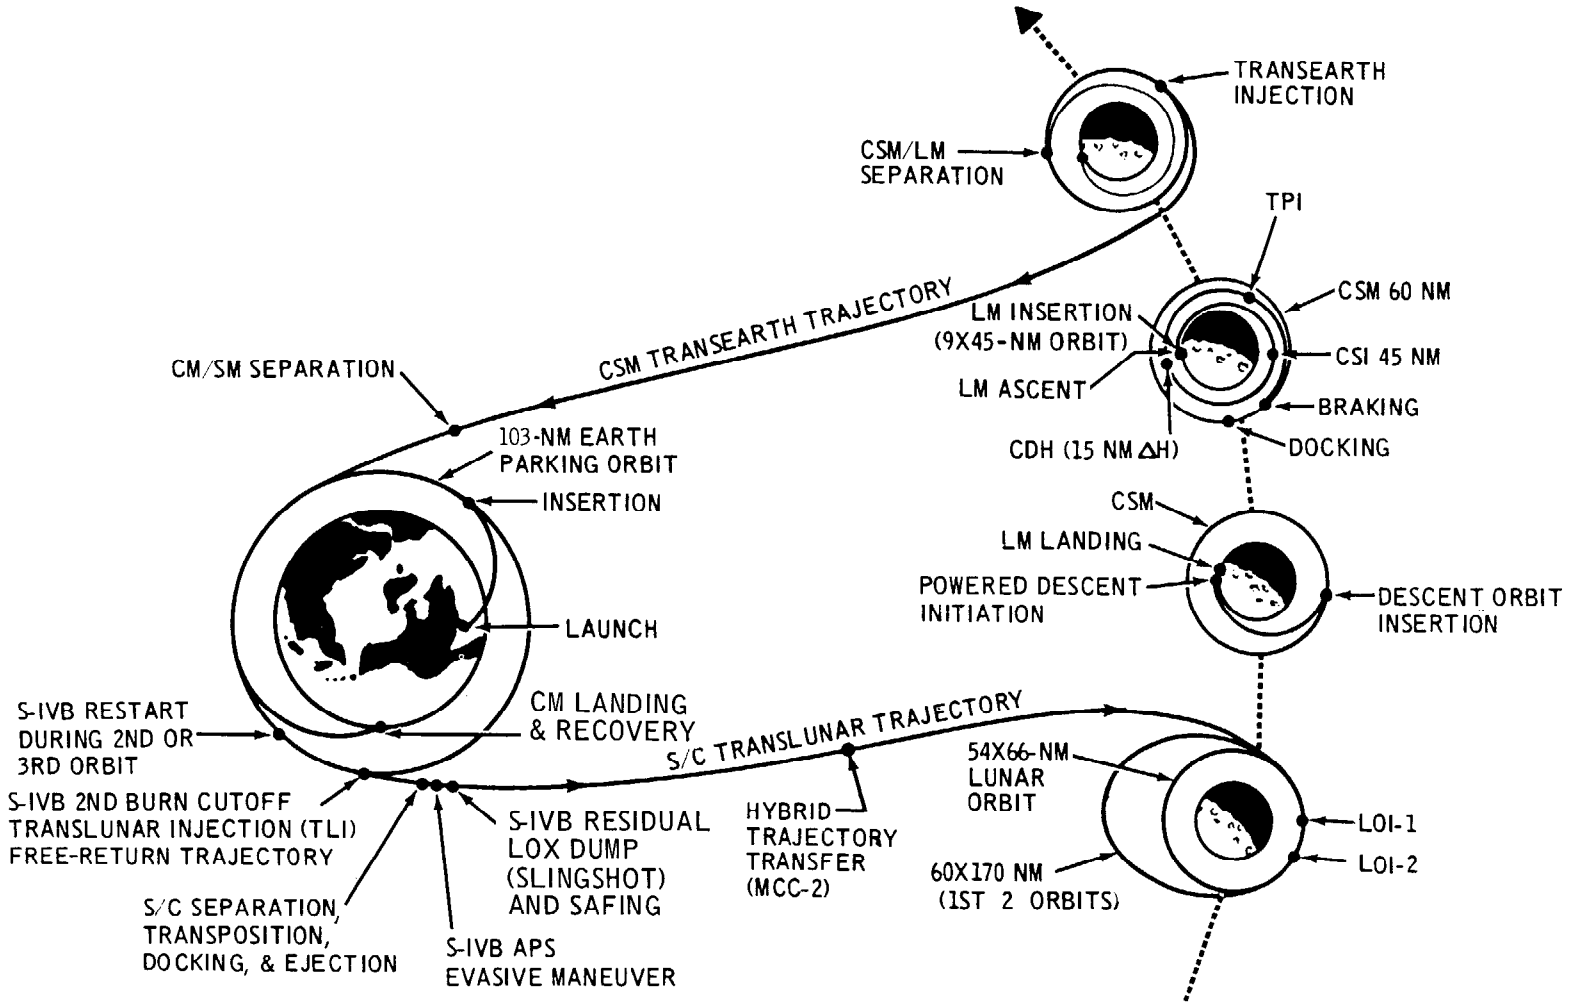 TRANSEARTH
INJECTION
CSM/LM
SEPARATION
TPI
CSM 60 NM
LM INSERTION
(9X45-NM ORBIT)
CSI 45 NM
LM ASCENT
BRAKING
CDH (15 NM ΔH)
DOCKING
CSM TRANSEARTH TRAJECTORY
CM/SM SEPARATION
103-NM EARTH
PARKING ORBIT
INSERTION
LAUNCH
CSM
LM LANDING
POWERED DESCENT
INITIATION
DESCENT ORBIT
INSERTION
CM LANDING
& RECOVERY
S-IVB RESTART
DURING 2ND OR
3RD ORBIT
S-IVB 2ND BURN CUTOFF
TRANSLUNAR INJECTION (TLI)
FREE-RETURN TRAJECTORY
S/C SEPARATION,
TRANSPOSITION,
DOCKING, & EJECTION
S-IVB APS
EVASIVE MANEUVER
S-IVB RESIDUAL
LOX DUMP
(SLINGSHOT)
AND SAFING
S/C TRANSLUNAR TRAJECTORY
HYBRID
TRAJECTORY
TRANSFER
(MCC-2)
54X66-NM
LUNAR
ORBIT
60X170 NM
(1ST 2 ORBITS)
LOI-1
LOI-2